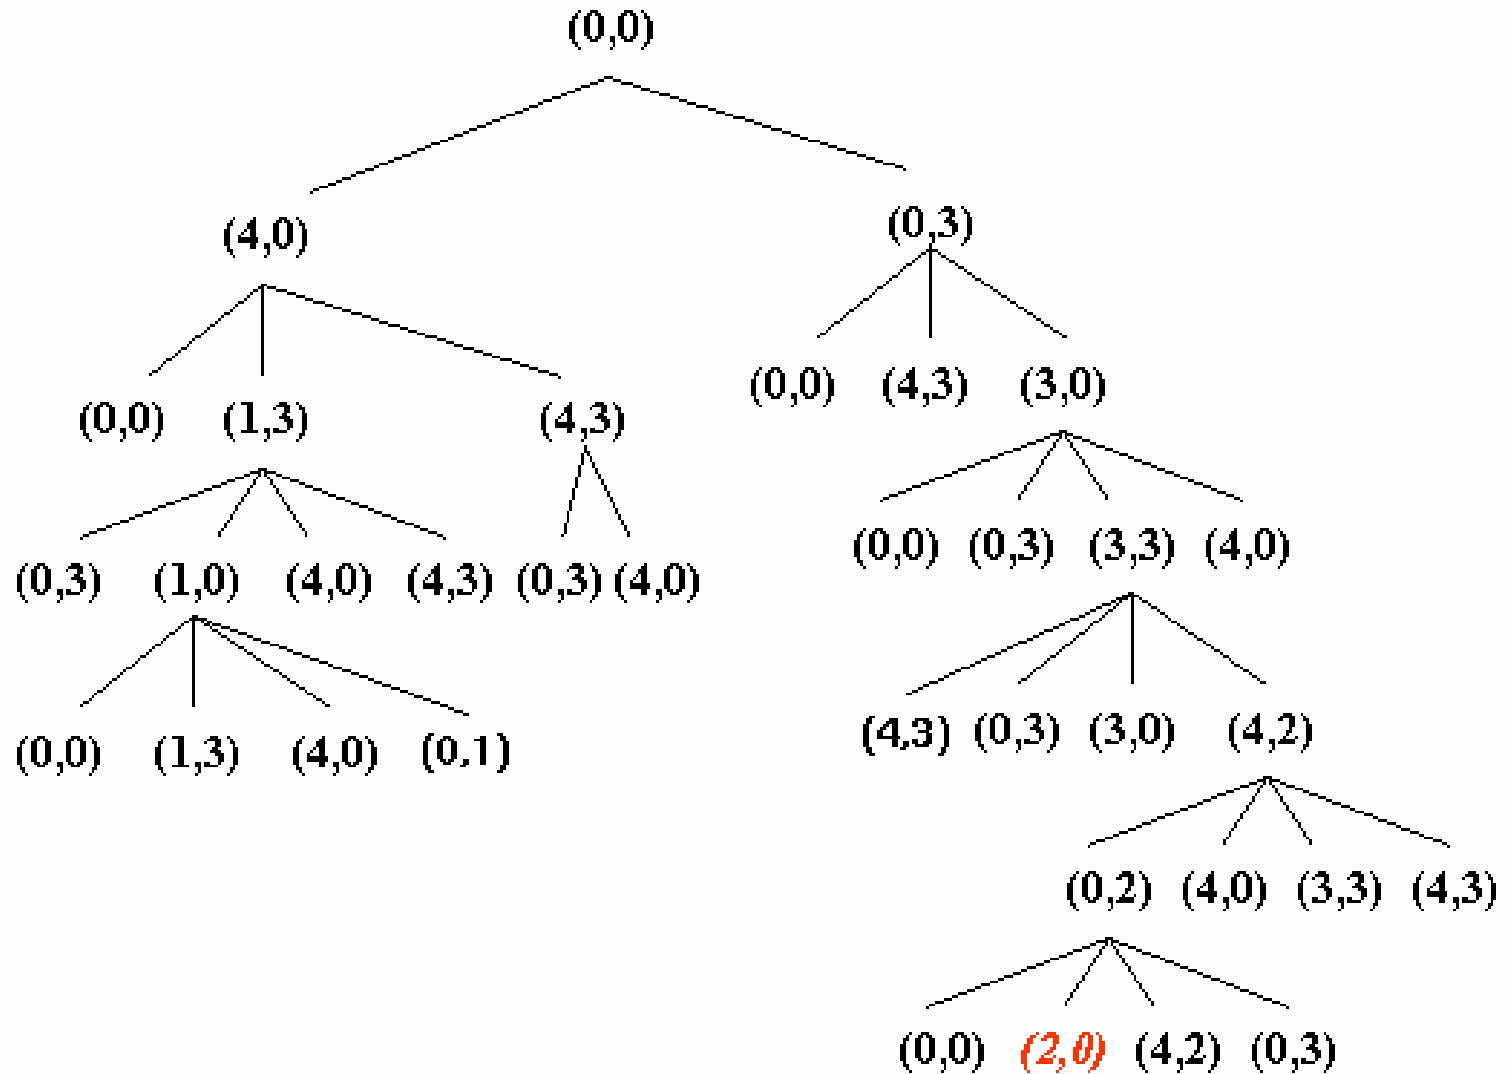 (0,0)
(4,0) (0,3)
(0,0) (4,3) (3,0)
(0,0) (1,3) (4,3)
(0,0) (0,3) (3,3) (4,0)
(0,3) (1,0) (4,0) (4,3) (0,3) (4,0)
(4,3) (0,3) (3,0) (4,2)
(0,0) (1,3) (4,0) (0,1)
(0,2) (4,0) (3,3) (4,3)
(0,0) (2,0) (4,2) (0,3)